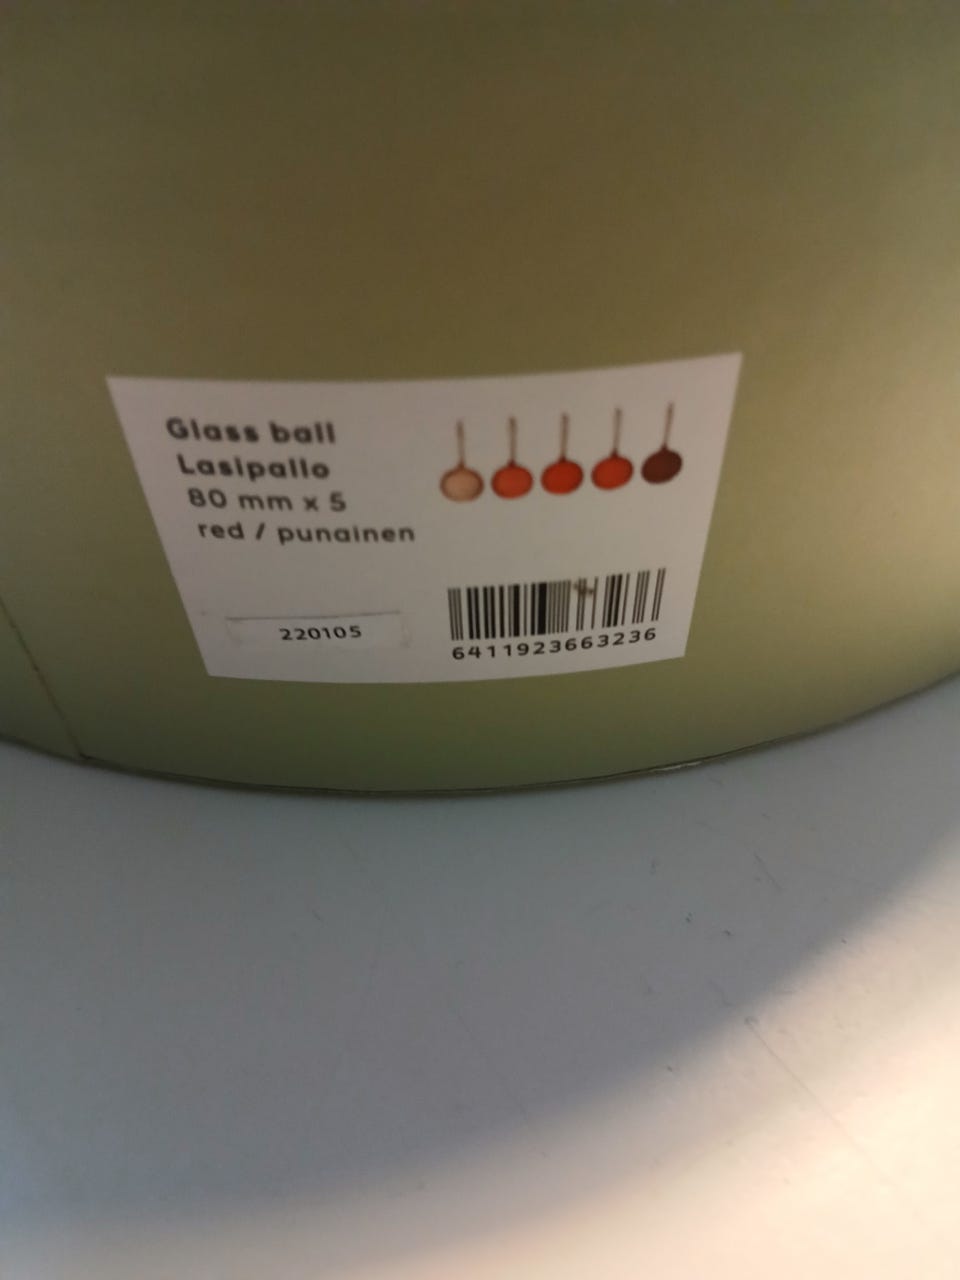 Glass ball
Lasipallo
80 mm x 5
red / punainen
220105
6411923663236